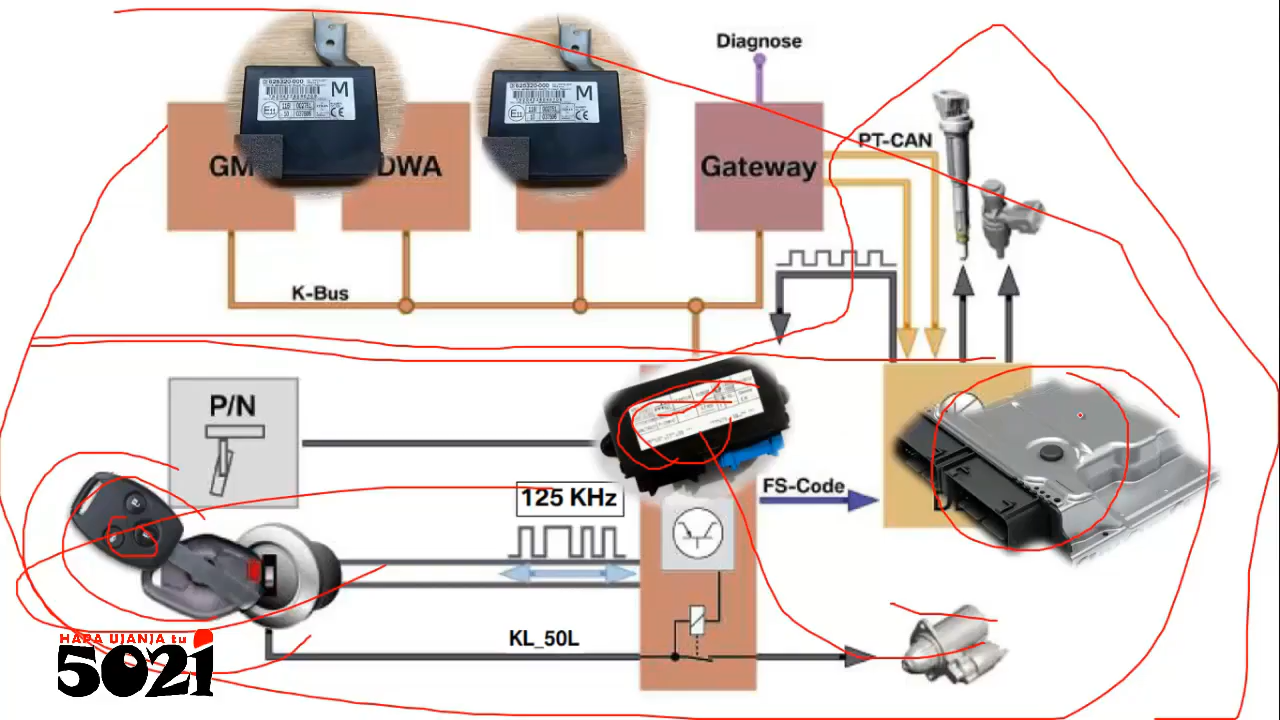 Diagnose
M
M
PT-CAN
GM
DWA
Gateway
K-Bus
P/N
125 KHz
FS-Code
KL_50L
HAPA UJANJA tu
5021